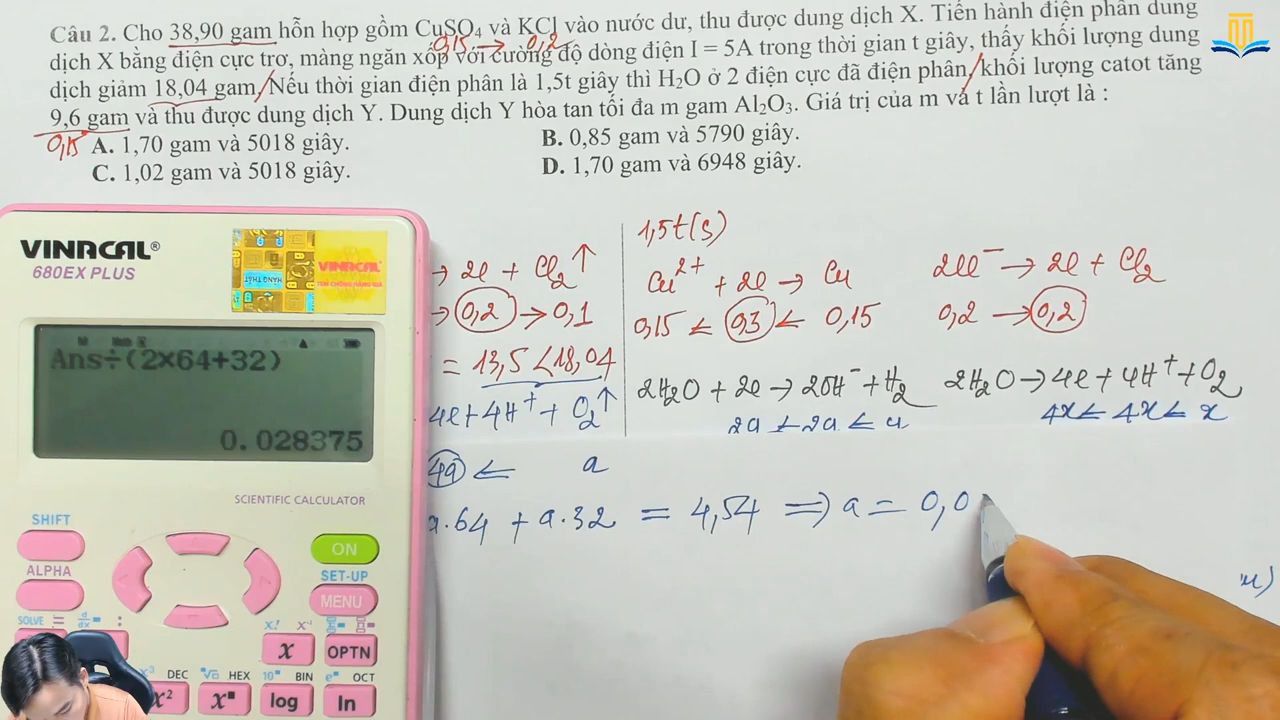 Câu 2. Cho 38,90 gam hỗn hợp gồm CuSO4 và KCl vào nước dư, thu được dung dịch X. Tiến hành điện phân dung
0,15 → 0,2
dịch X bằng điện cực trơ, màng ngăn xốp với cường độ dòng điện I = 5A trong thời gian t giây, thấy khối lượng dung
dịch giảm 18,04 gam. Nếu thời gian điện phân là 1,5t giây thì H2O ở 2 điện cực đã điện phân, khối lượng catot tăng
9,6 gam và thu được dung dịch Y. Dung dịch Y hòa tan tối đa m gam Al2O3. Giá trị của m và t lần lượt là :
0,15
A. 1,70 gam và 5018 giây. B. 0,85 gam và 5790 giây.
C. 1,02 gam và 5018 giây. D. 1,70 gam và 6948 giây.
VINACAL®
680EX PLUS
VINACAL
Ans÷(2×64+32)
0.028375
SCIENTIFIC CALCULATOR
SHIFT
ON
ALPHA
SET-UP
MENU
SOLVE
x
OPTN
DEC HEX BIN OCT
x² x■ log ln
→ 2e + Cl2 ↑
→ 0,2 → 0,1
= 13,5 < 18,04
4e + 4H+ + O2 ↑
4a ← a
a.64 + a.32 = 4,54 ⇒ a = 0,0
1,5t(s)
Cu2+ + 2e → Cu
0,15 ← 0,3 ← 0,15
2H2O + 2e → 2OH- + H2
2a ← 2a ← a
2Cl- → 2e + Cl2
0,2 → 0,2
2H2O → 4e + 4H+ + O2
4x ← 4x ← x